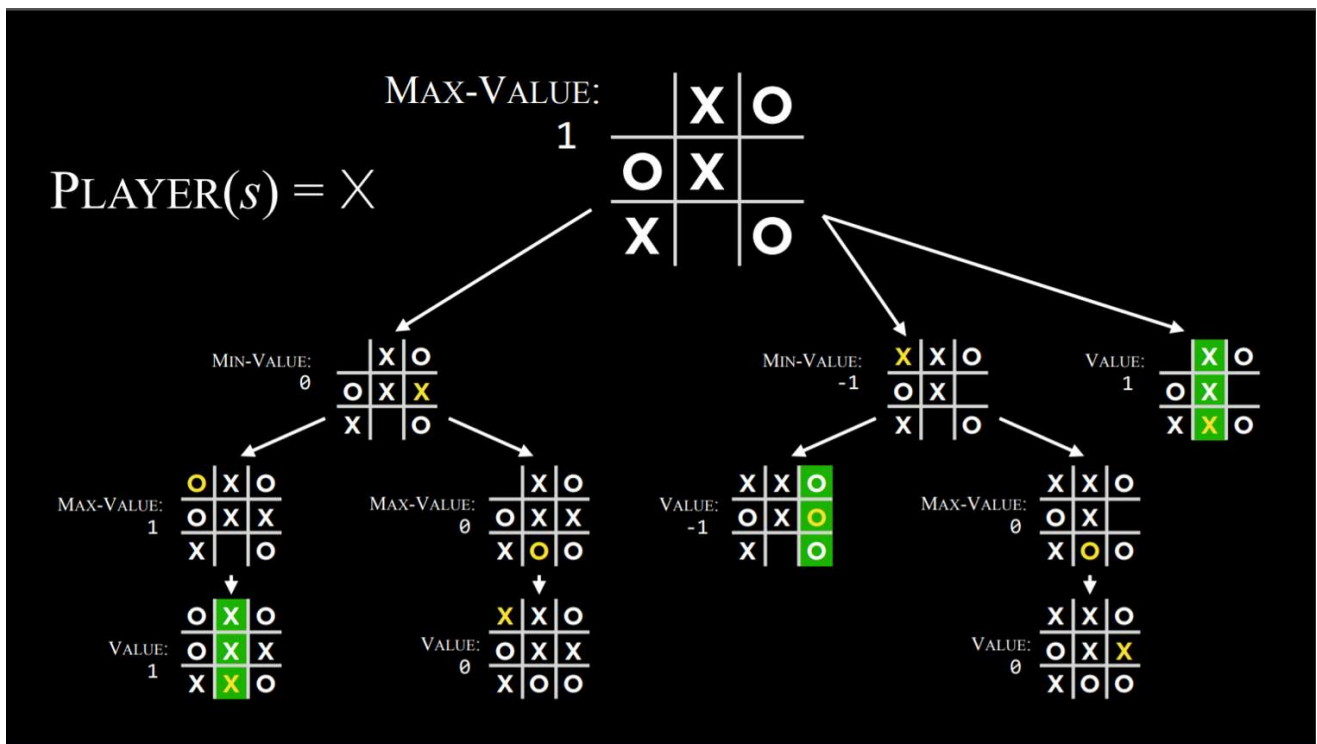 MAX-VALUE:
1
X O
O X
X O
PLAYER(s) = X
MIN-VALUE:
0
X O
O X X
X O
MIN-VALUE:
-1
X X O
O X
X O
VALUE:
1
X O
O X
X X O
MAX-VALUE:
1
O X O
O X X
X O
MAX-VALUE:
0
X O
O X X
X O O
VALUE:
-1
X X O
O X O
X O
MAX-VALUE:
0
X X O
O X
X O O
VALUE:
1
O X O
O X X
X X O
VALUE:
0
X X O
O X X
X O O
VALUE:
0
X X O
O X X
X O O